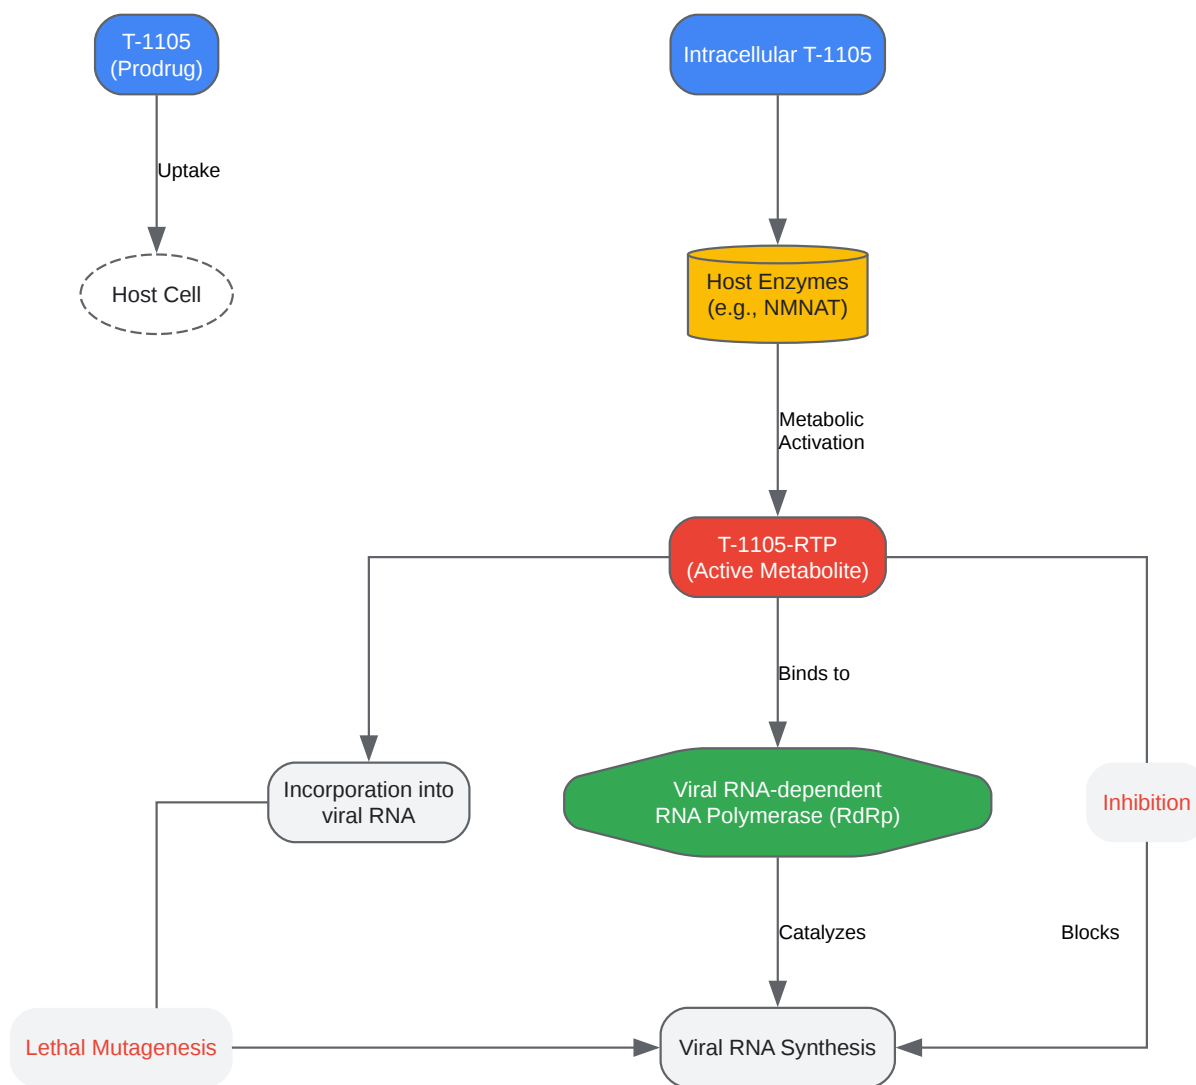 T-1105
(Prodrug)
Intracellular T-1105
Uptake
Host Enzymes
(e.g., NMNAT)
Host Cell
Metabolic
Activation
T-1105-RTP
(Active Metabolite)
Binds to
Incorporation into
viral RNA
Viral RNA-dependent
RNA Polymerase (RdRp)
Inhibition
Catalyzes
Blocks
Lethal Mutagenesis
Viral RNA Synthesis